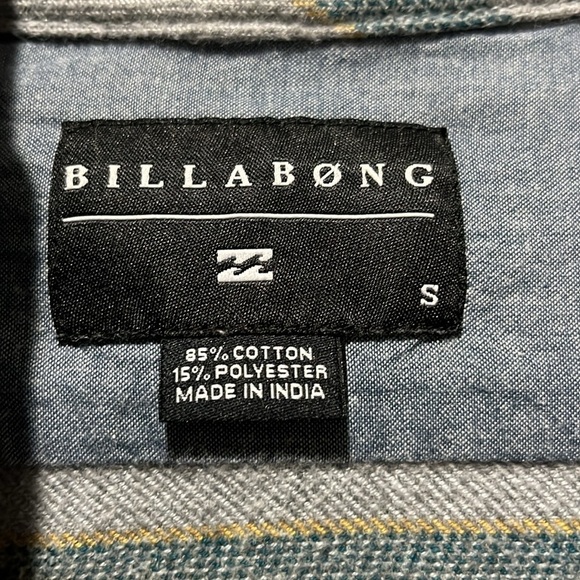 BILLABØNG
S
85% COTTON
15% POLYESTER
MADE IN INDIA